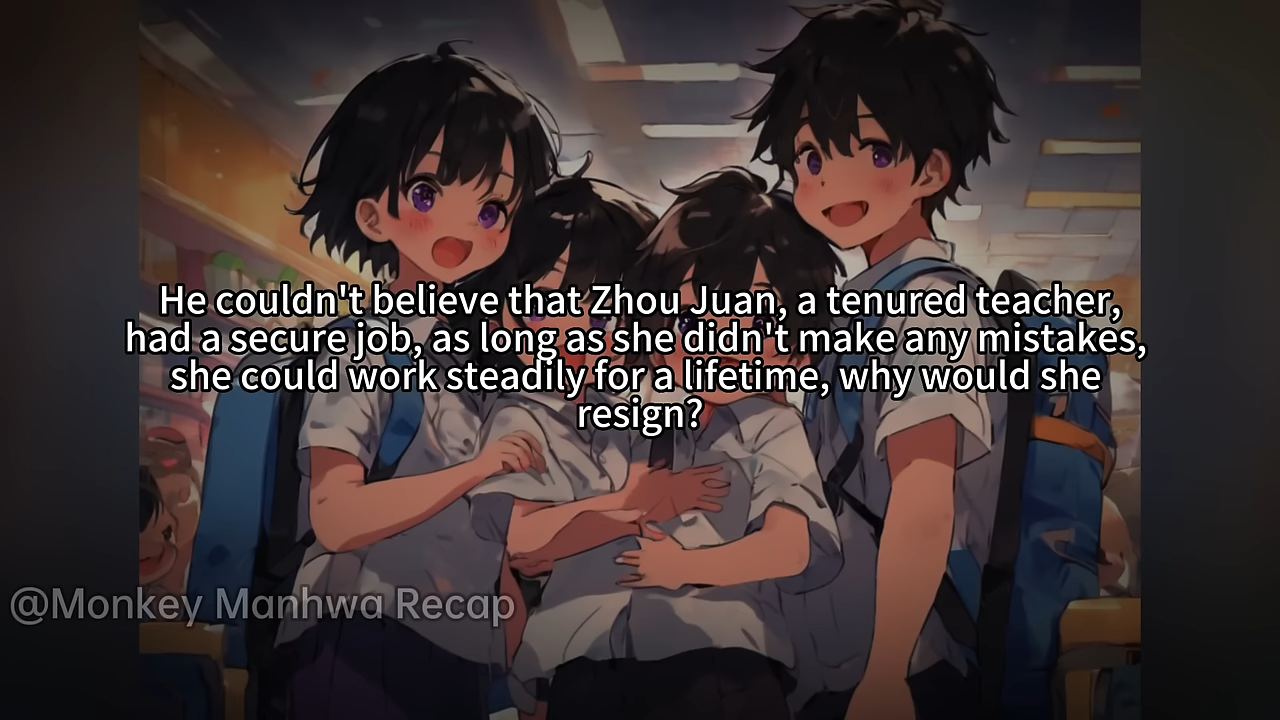 He couldn't believe that Zhou Juan, a tenured teacher,
had a secure job, as long as she didn't make any mistakes,
she could work steadily for a lifetime, why would she
resign?
@Monkey Manhwa Recap